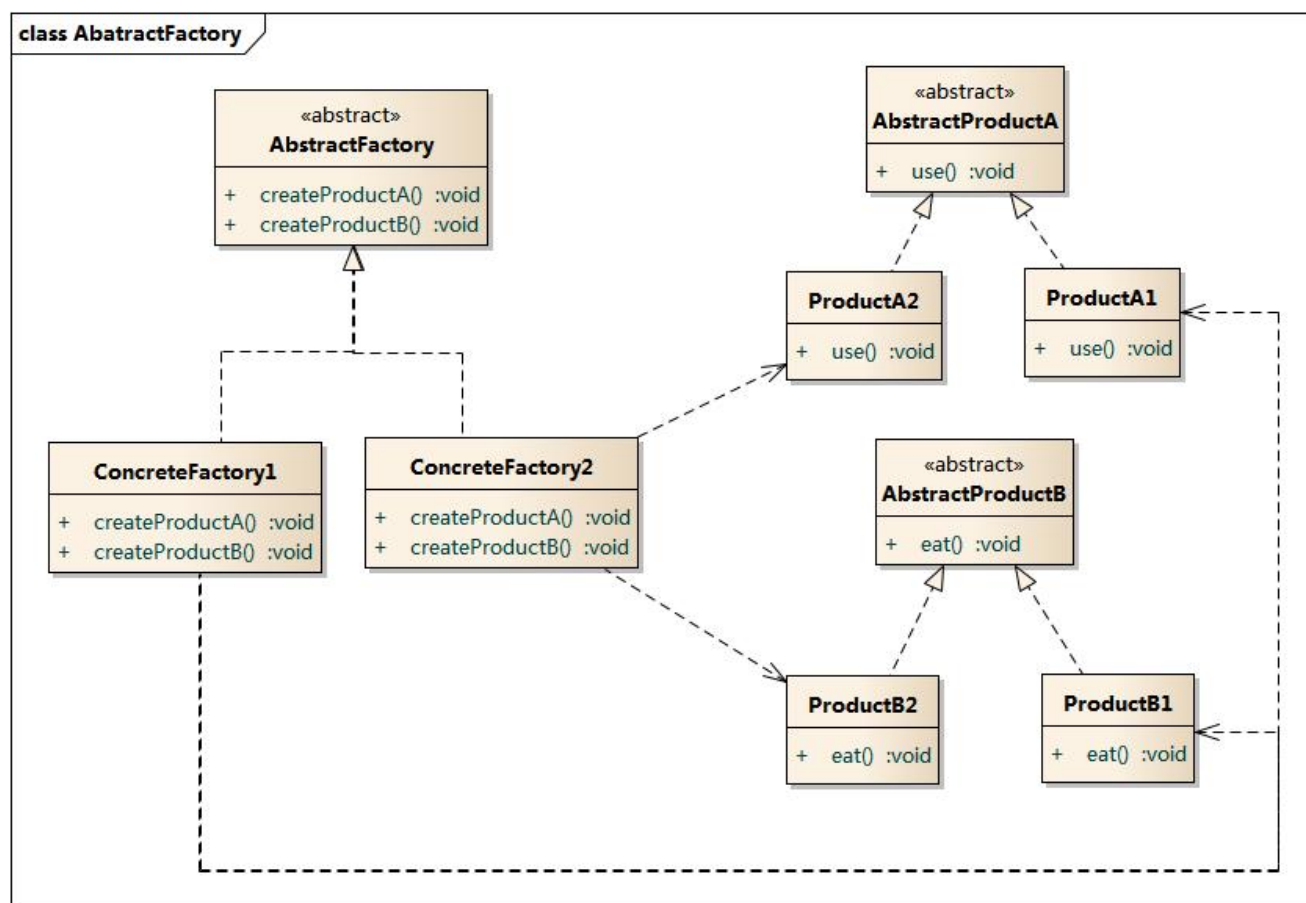 class AbatractFactory
«abstract»
AbstractFactory
+ createProductA() :void
+ createProductB() :void
«abstract»
AbstractProductA
+ use() :void
ProductA2
+ use() :void
ProductA1
+ use() :void
ConcreteFactory1
+ createProductA() :void
+ createProductB() :void
ConcreteFactory2
+ createProductA() :void
+ createProductB() :void
«abstract»
AbstractProductB
+ eat() :void
ProductB2
+ eat() :void
ProductB1
+ eat() :void